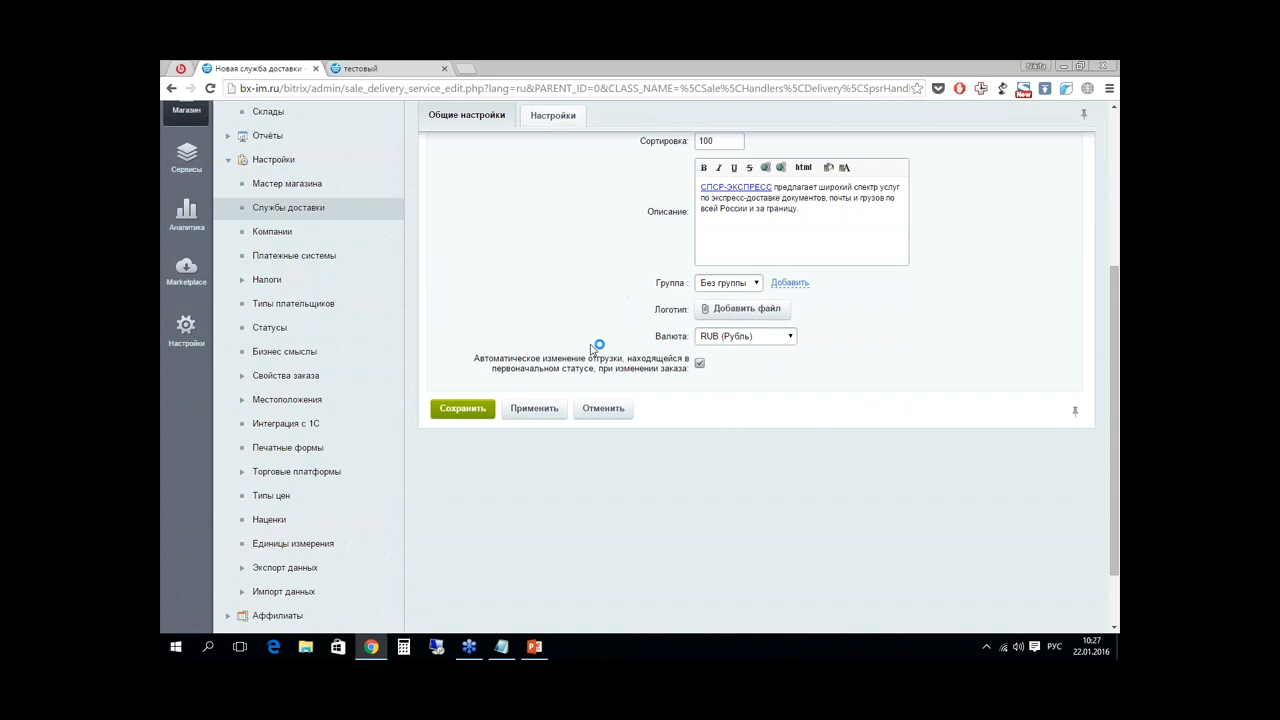 Новая служба доставки -
тестовый
Nikita
bx-im.ru/bitrix/admin/sale_delivery_service_edit.php?lang=ru&PARENT_ID=0&CLASS_NAME=%5CSale%5CHandlers%5CDelivery%5CSpsrHand
New
Магазин
Сервисы
Аналитика
Marketplace
Настройки
Склады
Отчёты
Настройки
Мастер магазина
Службы доставки
Компании
Платежные системы
Налоги
Типы плательщиков
Статусы
Бизнес смыслы
Свойства заказа
Местоположения
Интеграция с 1С
Печатные формы
Торговые платформы
Типы цен
Наценки
Единицы измерения
Экспорт данных
Импорт данных
Аффилиаты
Общие настройки
Настройки
Сортировка: 100
B I U S html
Описание:
СПСР-ЭКСПРЕСС предлагает широкий спектр услуг
по экспресс-доставке документов, почты и грузов по
всей России и за границу.
Группа : Без группы Добавить
Логотип: Добавить файл
Валюта: RUB (Рубль)
Автоматическое изменение отгрузки, находящейся в
первоначальном статусе, при изменении заказа:
Сохранить Применить Отменить
РУС
10:27
22.01.2016